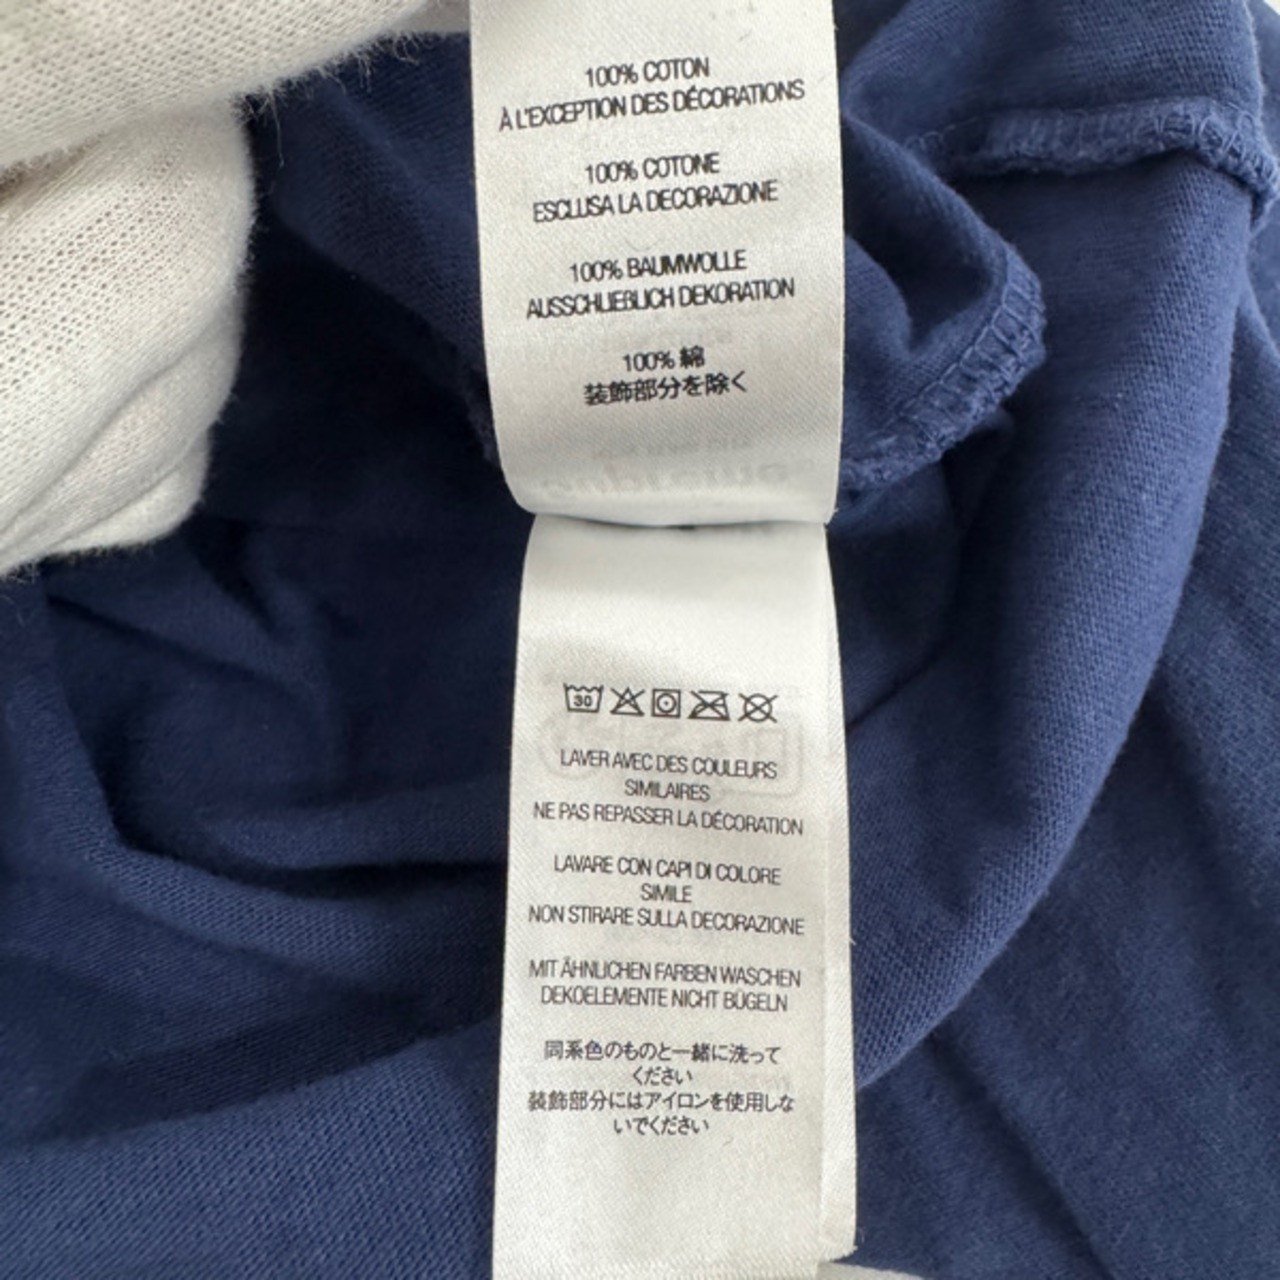 100% COTON
À L'EXCEPTION DES DÉCORATIONS
100% COTONE
ESCLUSA LA DECORAZIONE
100% BAUMWOLLE
AUSSCHLIEBLICH DEKORATION
100% 綿
装飾部分を除く
30
LAVER AVEC DES COULEURS
SIMILAIRES
NE PAS REPASSER LA DÉCORATION
LAVARE CON CAPI DI COLORE
SIMILE
NON STIRARE SULLA DECORAZIONE
MIT ÄHNLICHEN FARBEN WASCHEN
DEKOELEMENTE NICHT BÜGELN
同系色のものと一緒に洗って
ください
装飾部分にはアイロンを使用しな
いでください